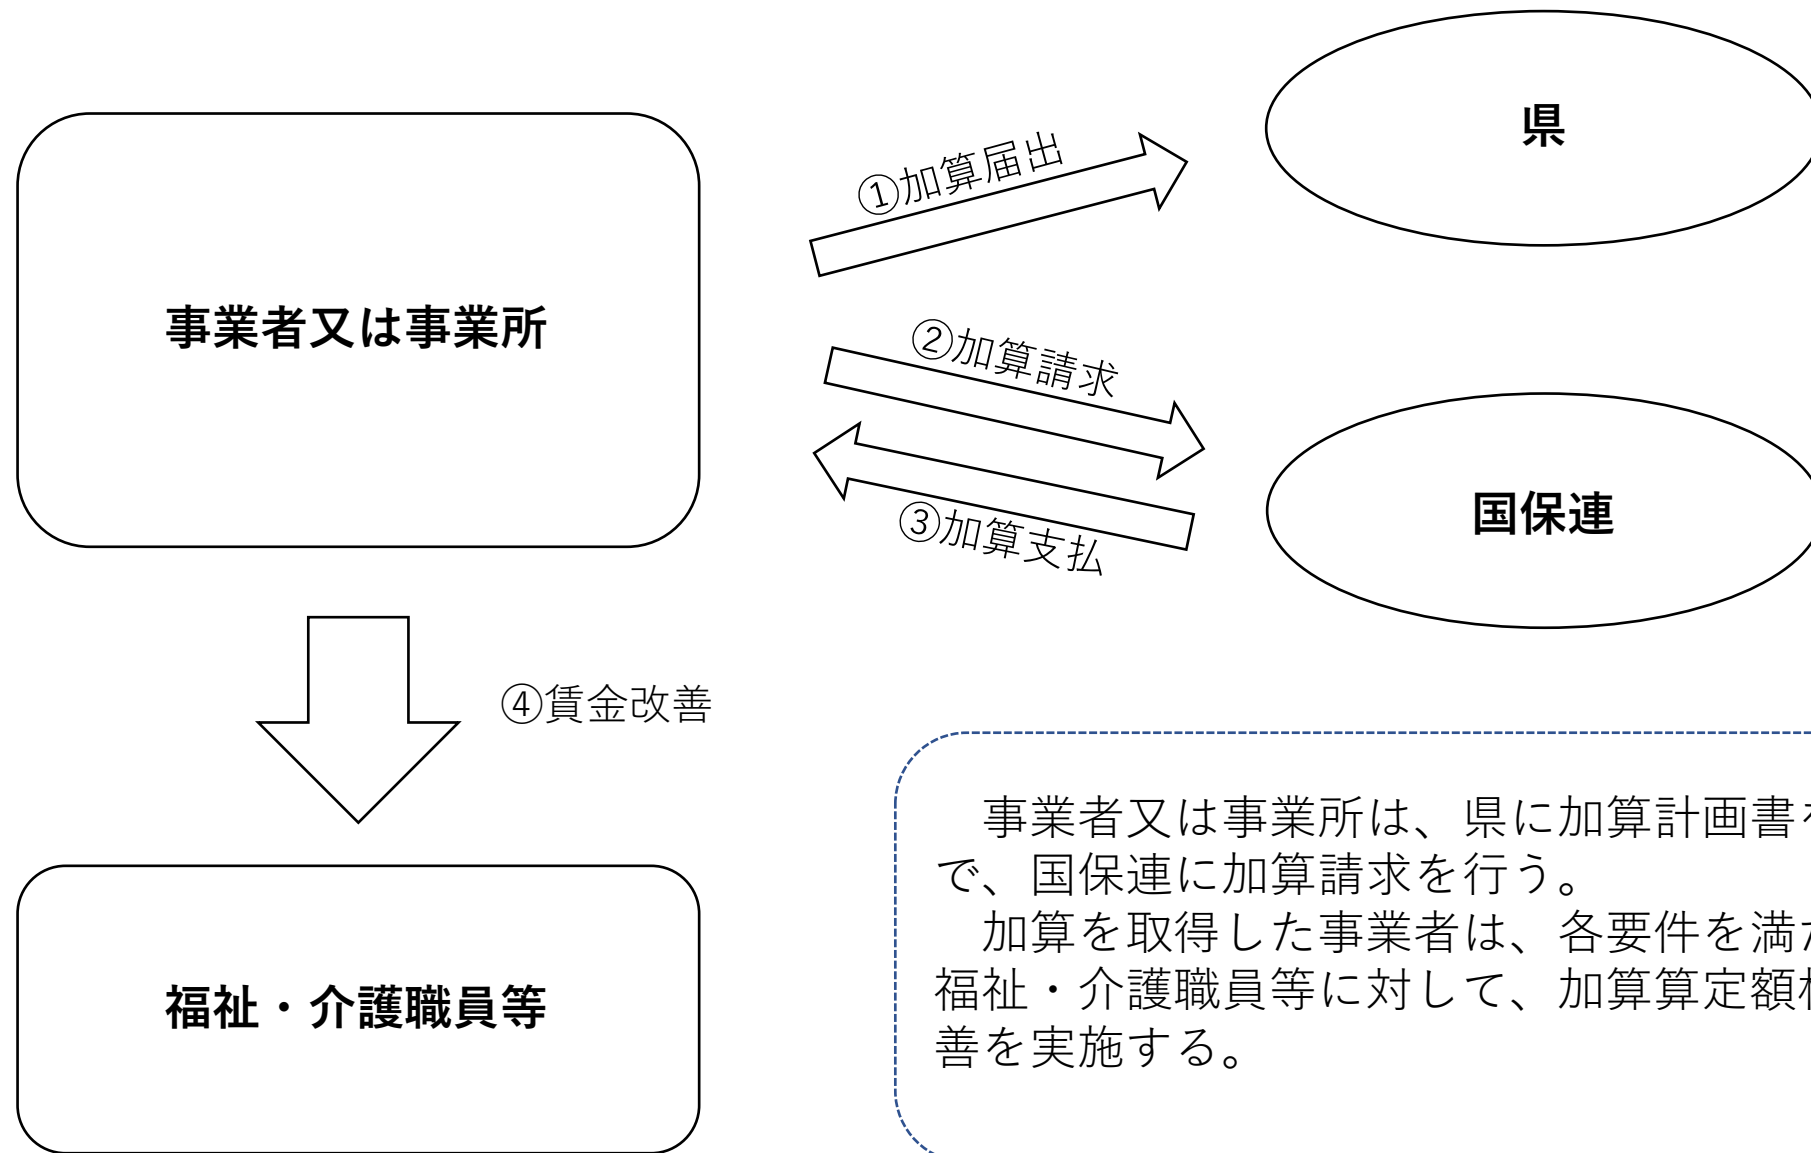 県
①加算届出
事業者又は事業所
②加算請求
国保連
③加算支払
④賃金改善
事業者又は事業所は、県に加算計画書
で、国保連に加算請求を行う。
加算を取得した事業者は、各要件を満
福祉・介護職員等に対して、加算算定額
善を実施する。
福祉・介護職員等